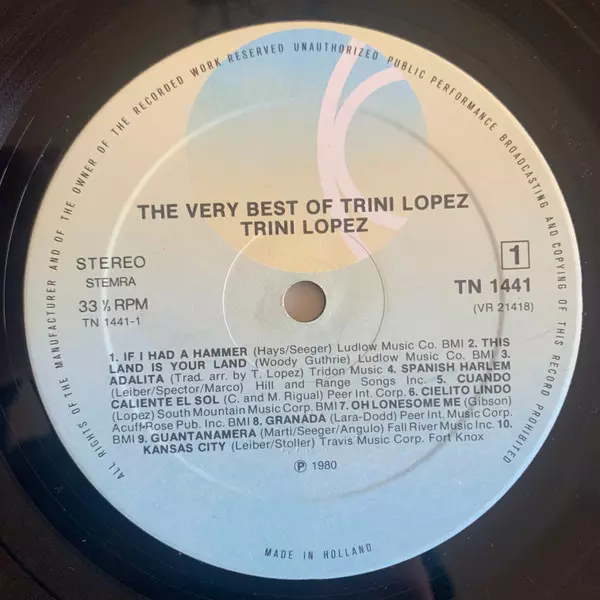 ALL RIGHTS OF THE MANUFACTURER AND OF THE OWNER OF THE RECORDED WORK RESERVED UNAUTHORIZED PUBLIC PERFORMANCE BROADCASTING AND COPYING OF THIS RECORD PROHIBITED
THE VERY BEST OF TRINI LOPEZ
TRINI LOPEZ
STEREO
STEMRA
33 ⅓ RPM
TN 1441-1
1
TN 1441
(VR 21418)
1. IF I HAD A HAMMER (Hays/Seeger) Ludlow Music Co. BMI 2. THIS
LAND IS YOUR LAND (Woody Guthrie) Ludlow Music Co. BMI 3.
ADALITA (Trad. arr. by T. Lopez) Tridon Music 4. SPANISH HARLEM
(Leiber/Spector/Marco) Hill and Range Songs Inc. 5. CUANDO
CALIENTE EL SOL (C. and M. Rigual) Peer Int. Corp. 6. CIELITO LINDO
(Lopez) South Mountain Music Corp. BMI 7. OH LONESOME ME (Gibson)
Acuff-Rose Pub. Inc. BMI 8. GRANADA (Lara-Dodd) Peer Int. Music Corp.
BMI 9. GUANTANAMERA (Marti/Seeger/Angulo) Fall River Music Inc. 10.
KANSAS CITY (Leiber/Stoller) Travis Music Corp. Fort Knox
Ⓟ 1980
MADE IN HOLLAND